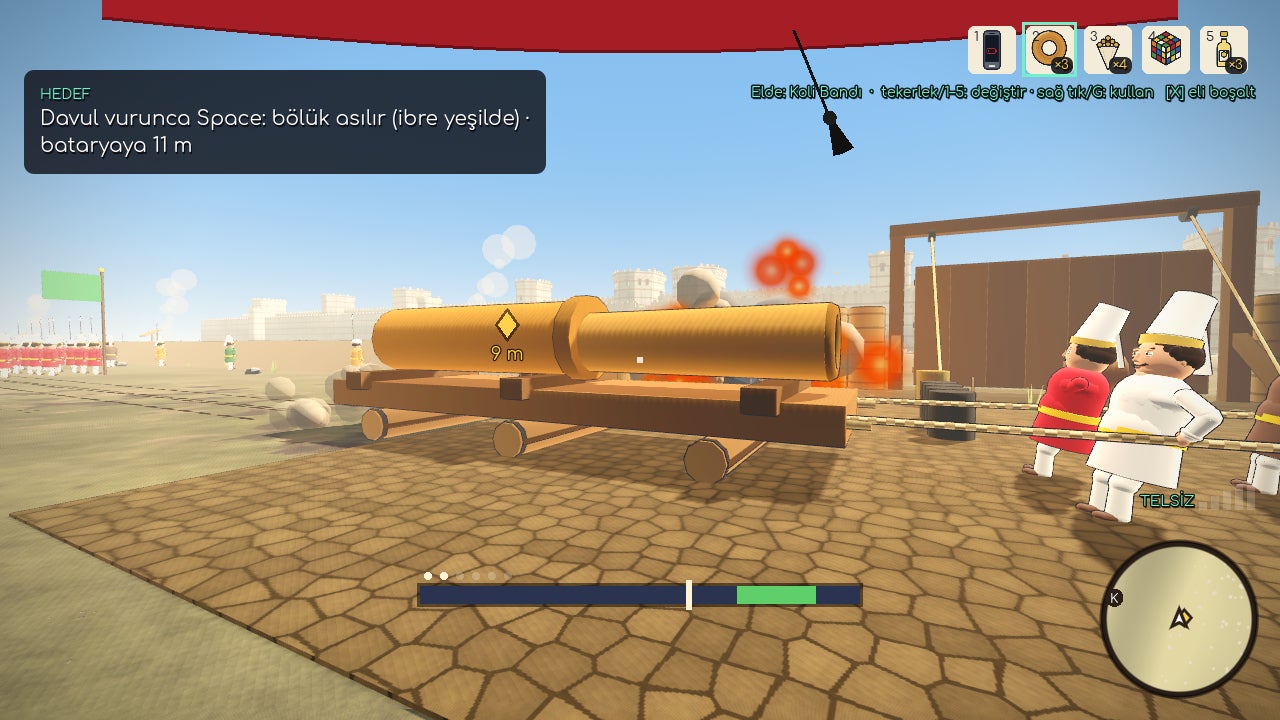 1
2
×3
3
×4
4
5
×3
Elde: Koli Bandı · tekerlek/1-5: değiştir · sağ tık/G: kullan [X] eli boşalt
HEDEF
Davul vurunca Space: bölük asılır (ibre yeşilde) ·
bataryaya 11 m
9 m
TELSİZ
K